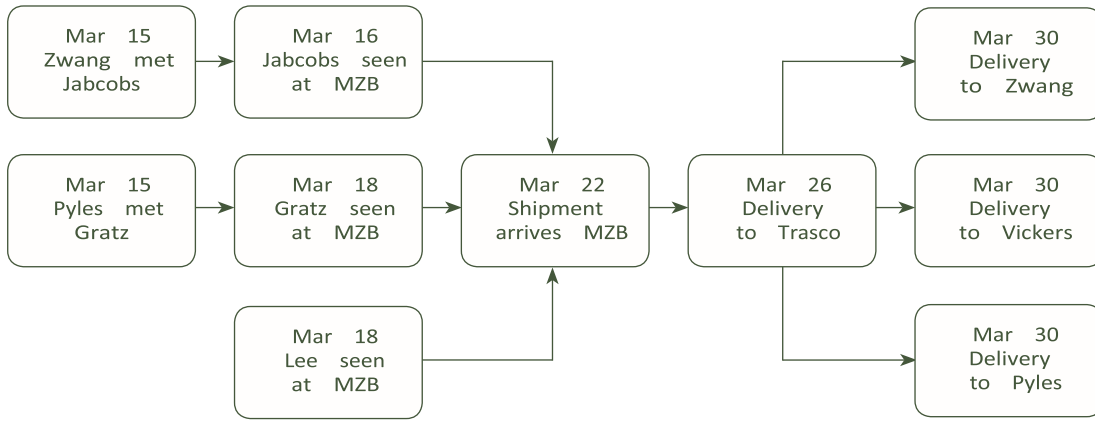 Mar 15
Zwang met
Jabcobs
Mar 16
Jabcobs seen
at MZB
Mar 30
Delivery
to Zwang
Mar 15
Pyles met
Gratz
Mar 18
Gratz seen
at MZB
Mar 22
Shipment
arrives MZB
Mar 26
Delivery
to Trasco
Mar 30
Delivery
to Vickers
Mar 18
Lee seen
at MZB
Mar 30
Delivery
to Pyles